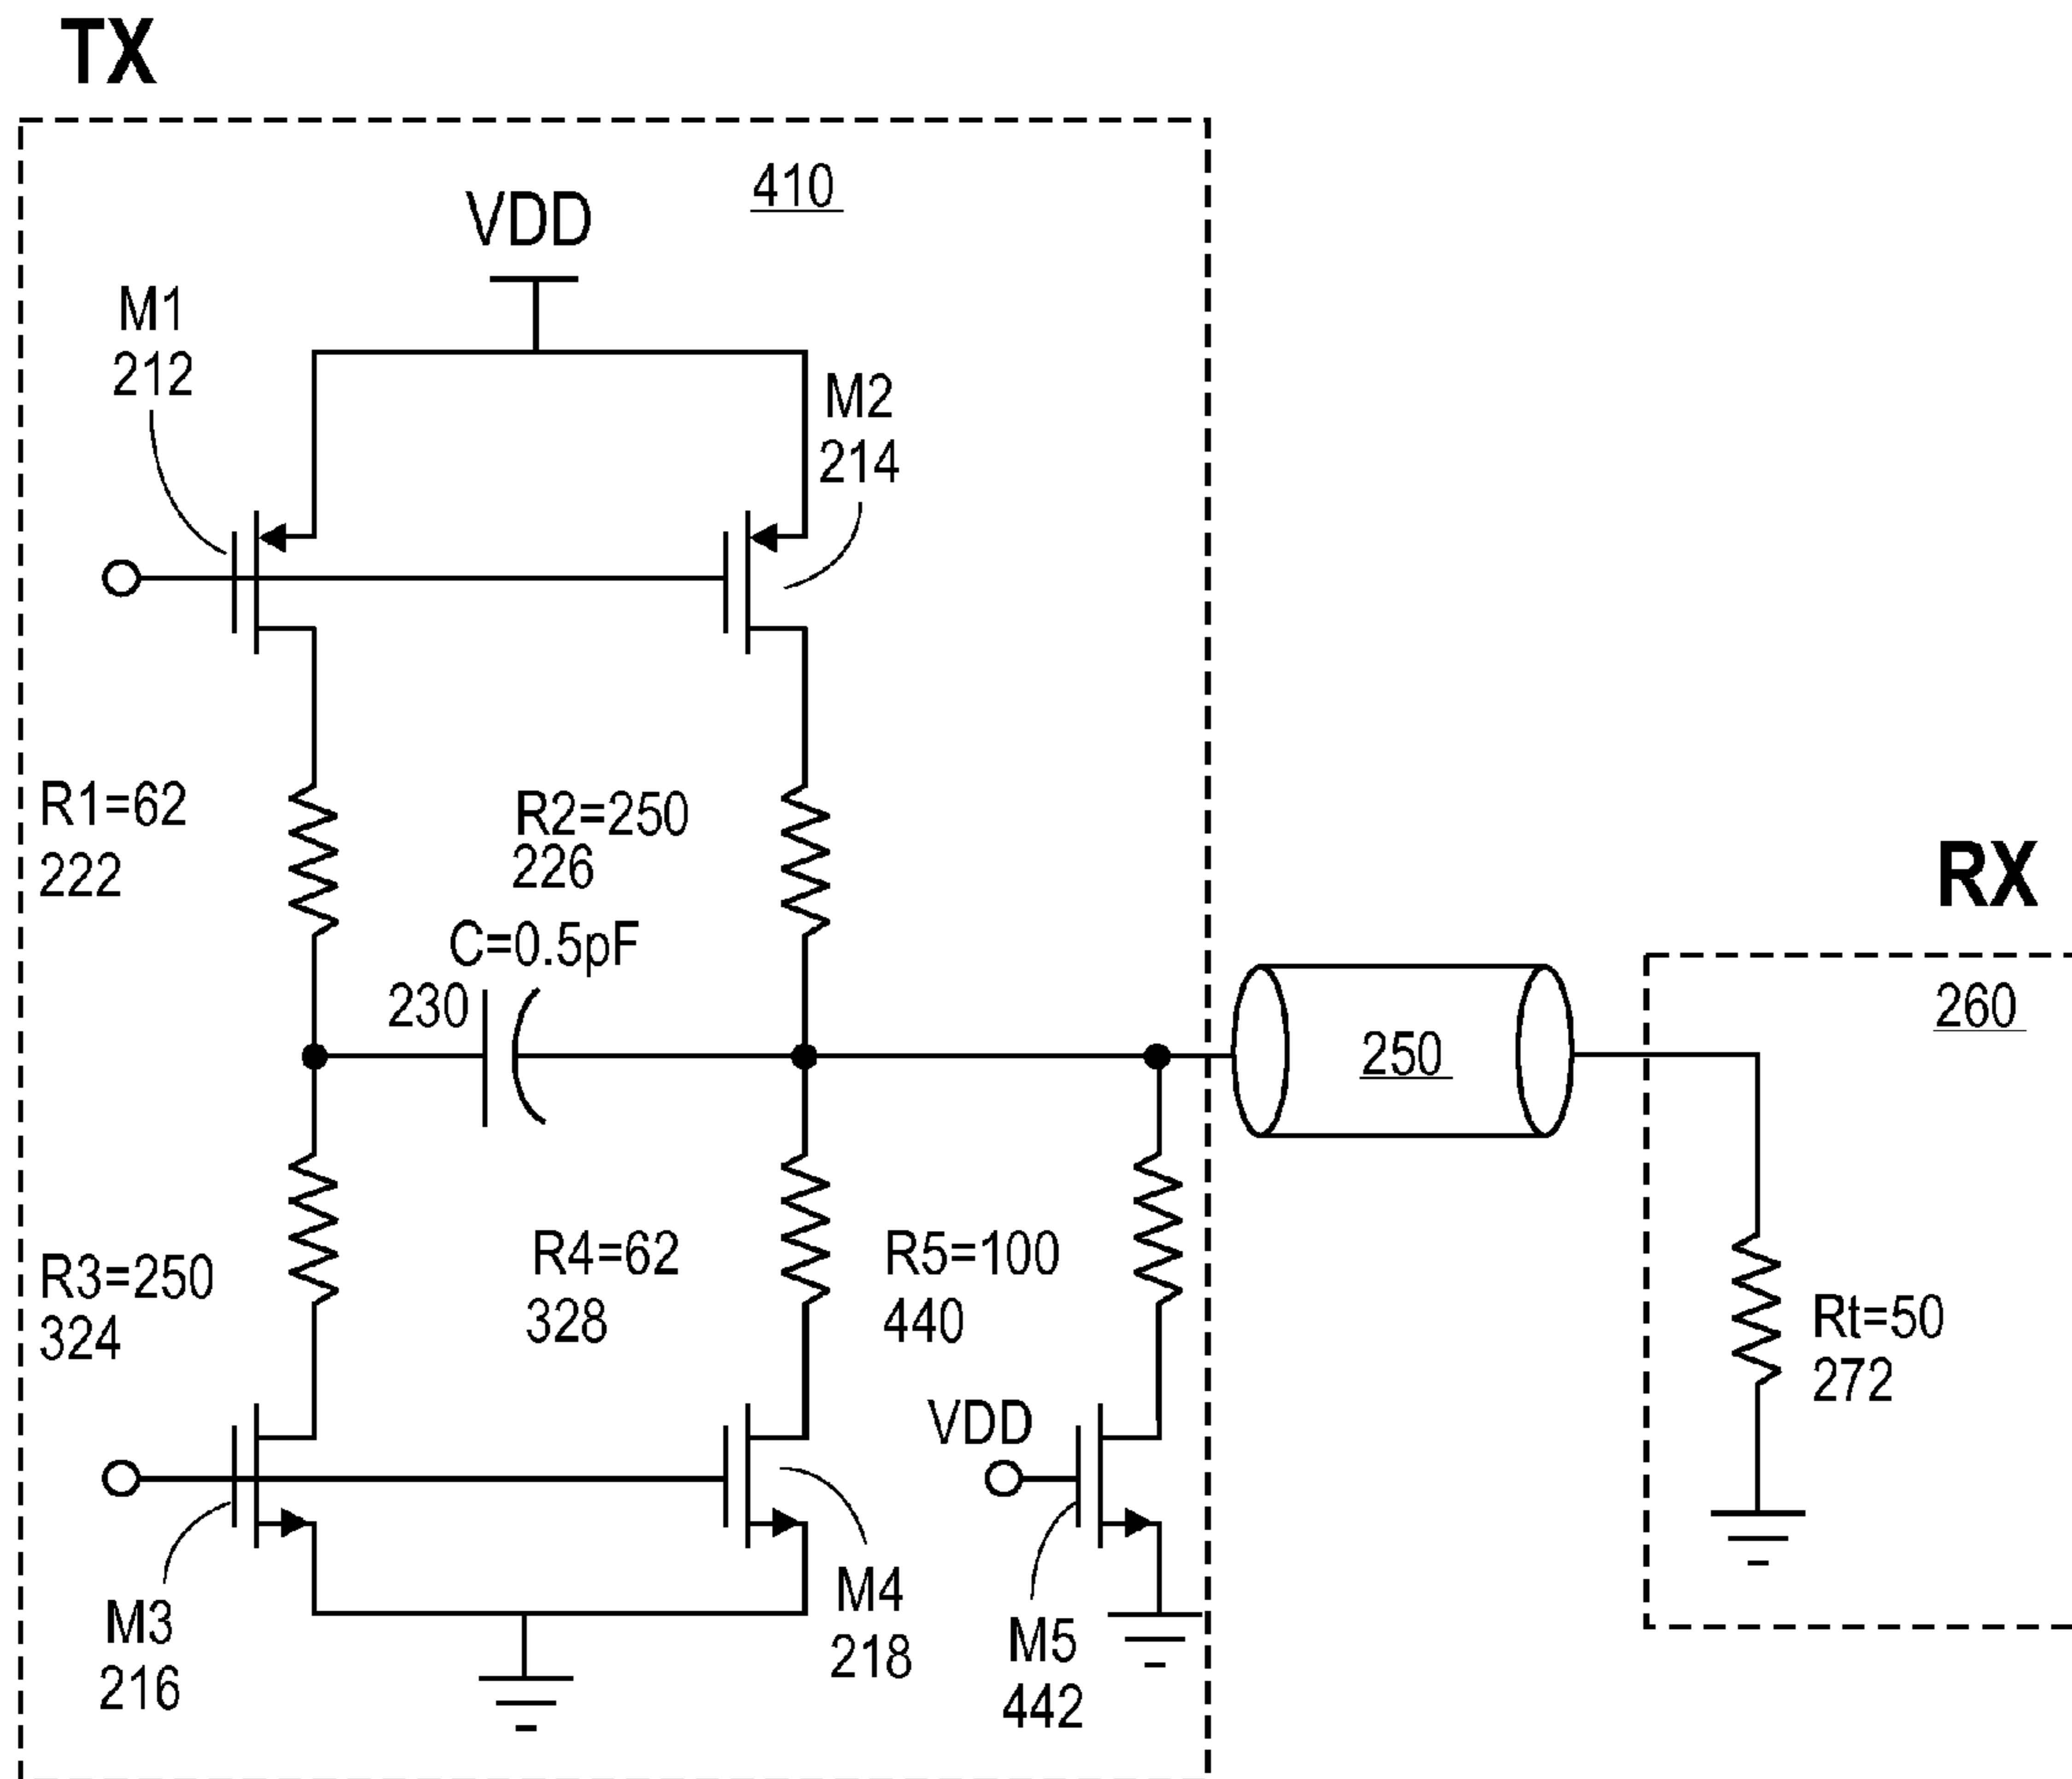 TX
410
VDD
M1
212
M2
214
R1=62
222
R2=250
226
C=0.5pF
230
RX
260
250
R3=250
324
R4=62
328
R5=100
440
Rt=50
272
VDD
M3
216
M4
218
M5
442